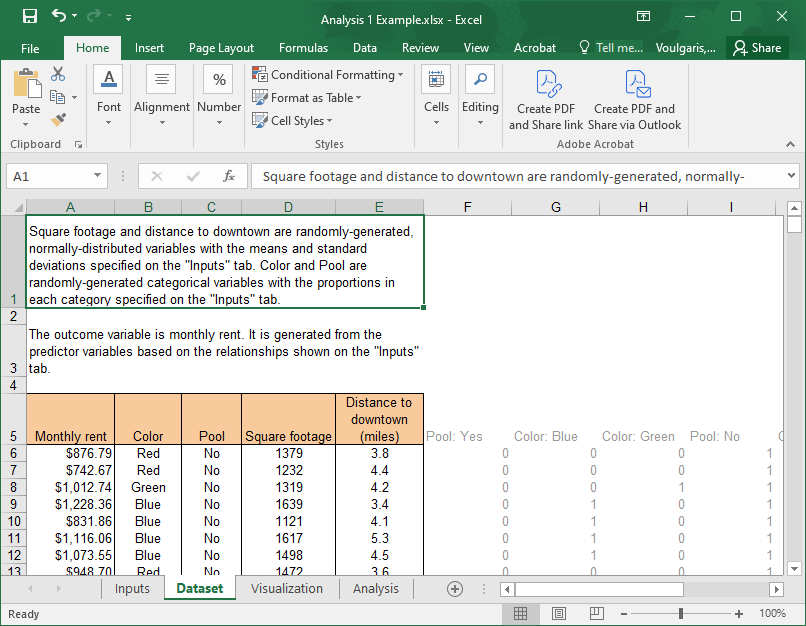 Analysis 1 Example.xlsx - Excel
File Home Insert Page Layout Formulas Data Review View Acrobat Tell me... Voulgaris,... Share
Paste
Clipboard
Font
Alignment
%
Number
Conditional Formatting
Format as Table
Cell Styles
Styles
Cells
Editing
Create PDF
and Share link
Create PDF and
Share via Outlook
Adobe Acrobat
A1 fx Square footage and distance to downtown are randomly-generated, normally-
A B C D E F G H I
1
Square footage and distance to downtown are randomly-generated,
normally-distributed variables with the means and standard
deviations specified on the "Inputs" tab. Color and Pool are
randomly-generated categorical variables with the proportions in
each category specified on the "Inputs" tab.
2
3
The outcome variable is monthly rent. It is generated from the
predictor variables based on the relationships shown on the "Inputs"
tab.
4
Distance to
downtown
5 Monthly rent Color Pool Square footage (miles) Pool: Yes Color: Blue Color: Green Pool: No C
6 $876.79 Red No 1379 3.8 0 0 0 1
7 $742.67 Red No 1232 4.4 0 0 0 1
8 $1,012.74 Green No 1319 4.2 0 0 1 1
9 $1,228.36 Blue No 1639 3.4 0 1 0 1
10 $831.86 Blue No 1121 4.1 0 1 0 1
11 $1,116.06 Blue No 1617 5.3 0 1 0 1
12 $1,073.55 Blue No 1498 4.5 0 1 0 1
13 $948.70 Red No 1472 3.6 0 0 0 1
Inputs Dataset Visualization Analysis
Ready 100%